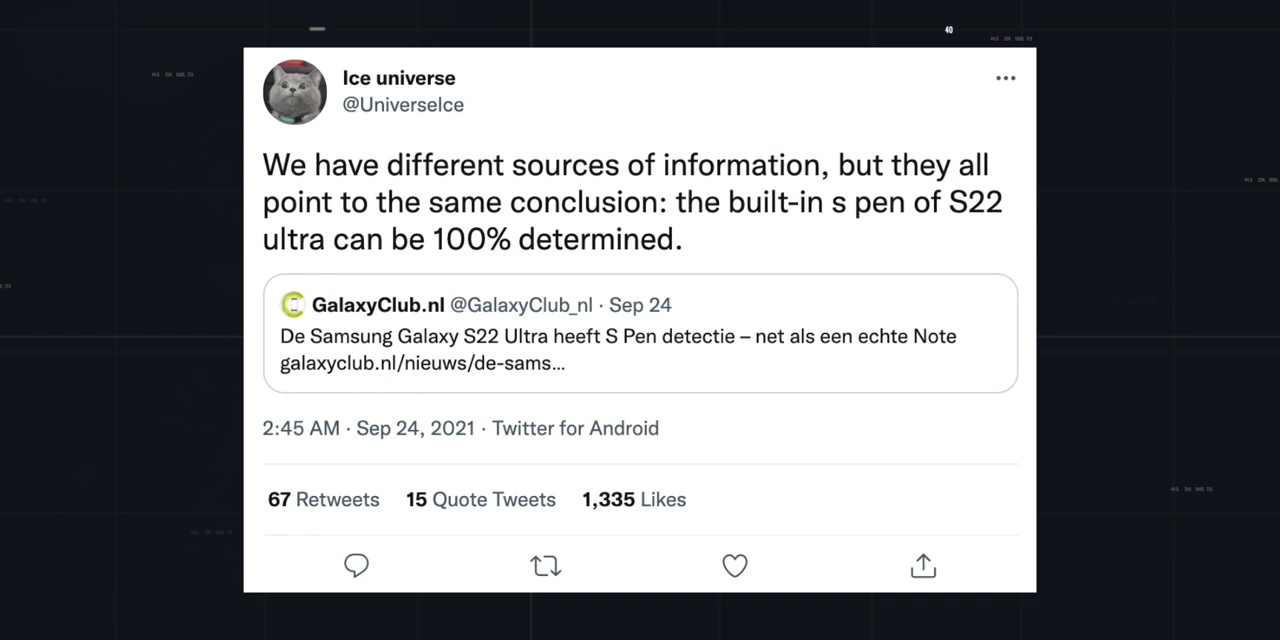 40
Ice universe
@UniverseIce
We have different sources of information, but they all
point to the same conclusion: the built-in s pen of S22
ultra can be 100% determined.
GalaxyClub.nl @GalaxyClub_nl · Sep 24
De Samsung Galaxy S22 Ultra heeft S Pen detectie – net als een echte Note
galaxyclub.nl/nieuws/de-sams...
2:45 AM · Sep 24, 2021 · Twitter for Android
67 Retweets 15 Quote Tweets 1,335 Likes